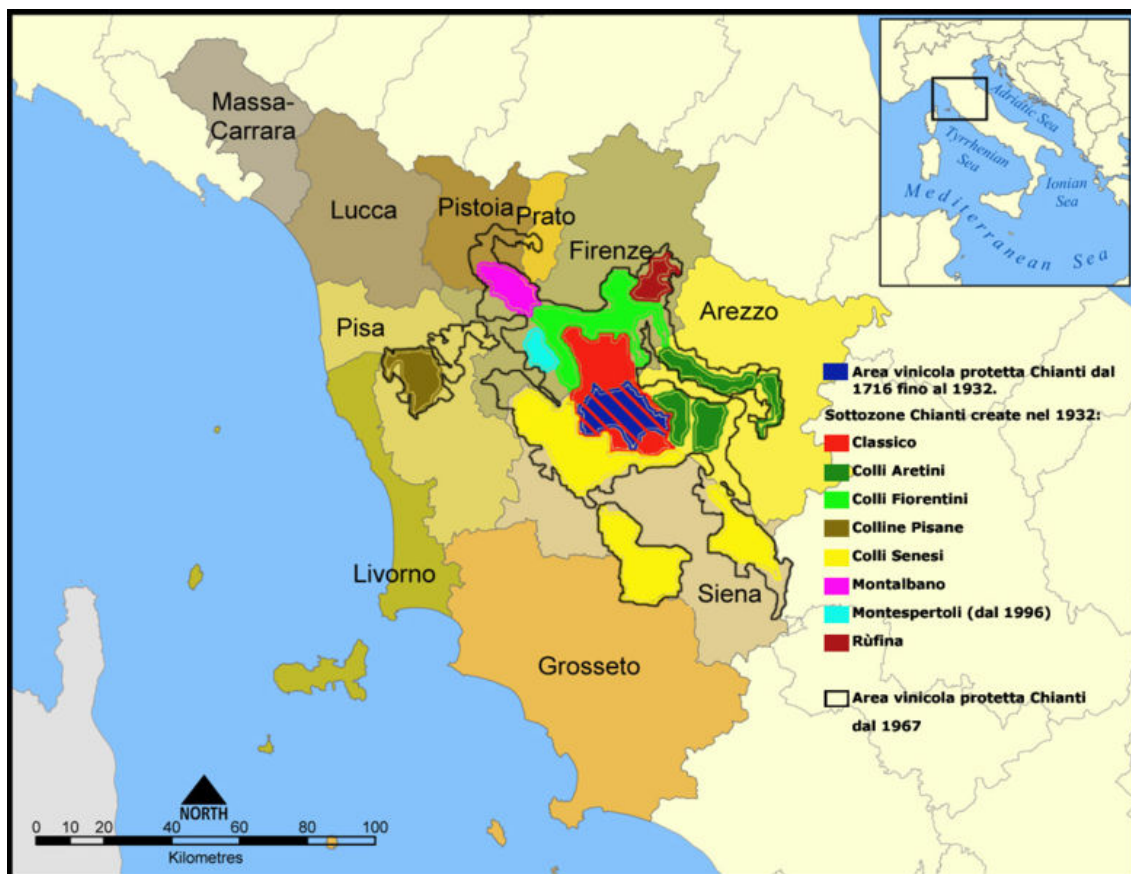 Massa-
Carrara
Lucca
Pistoia
Prato
Firenze
Pisa
Arezzo
Livorno
Siena
Grosseto
Adriatic Sea
Tyrrhenian
Sea
Ionian
Sea
Mediterranean Sea
Area vinicola protetta Chianti dal
1716 fino al 1932.
Sottozone Chianti create nel 1932:
Classico
Colli Aretini
Colli Fiorentini
Colline Pisane
Colli Senesi
Montalbano
Montespertoli (dal 1996)
Rùfina
Area vinicola protetta Chianti
dal 1967
NORTH
0 10 20 40 60 80 100
Kilometres